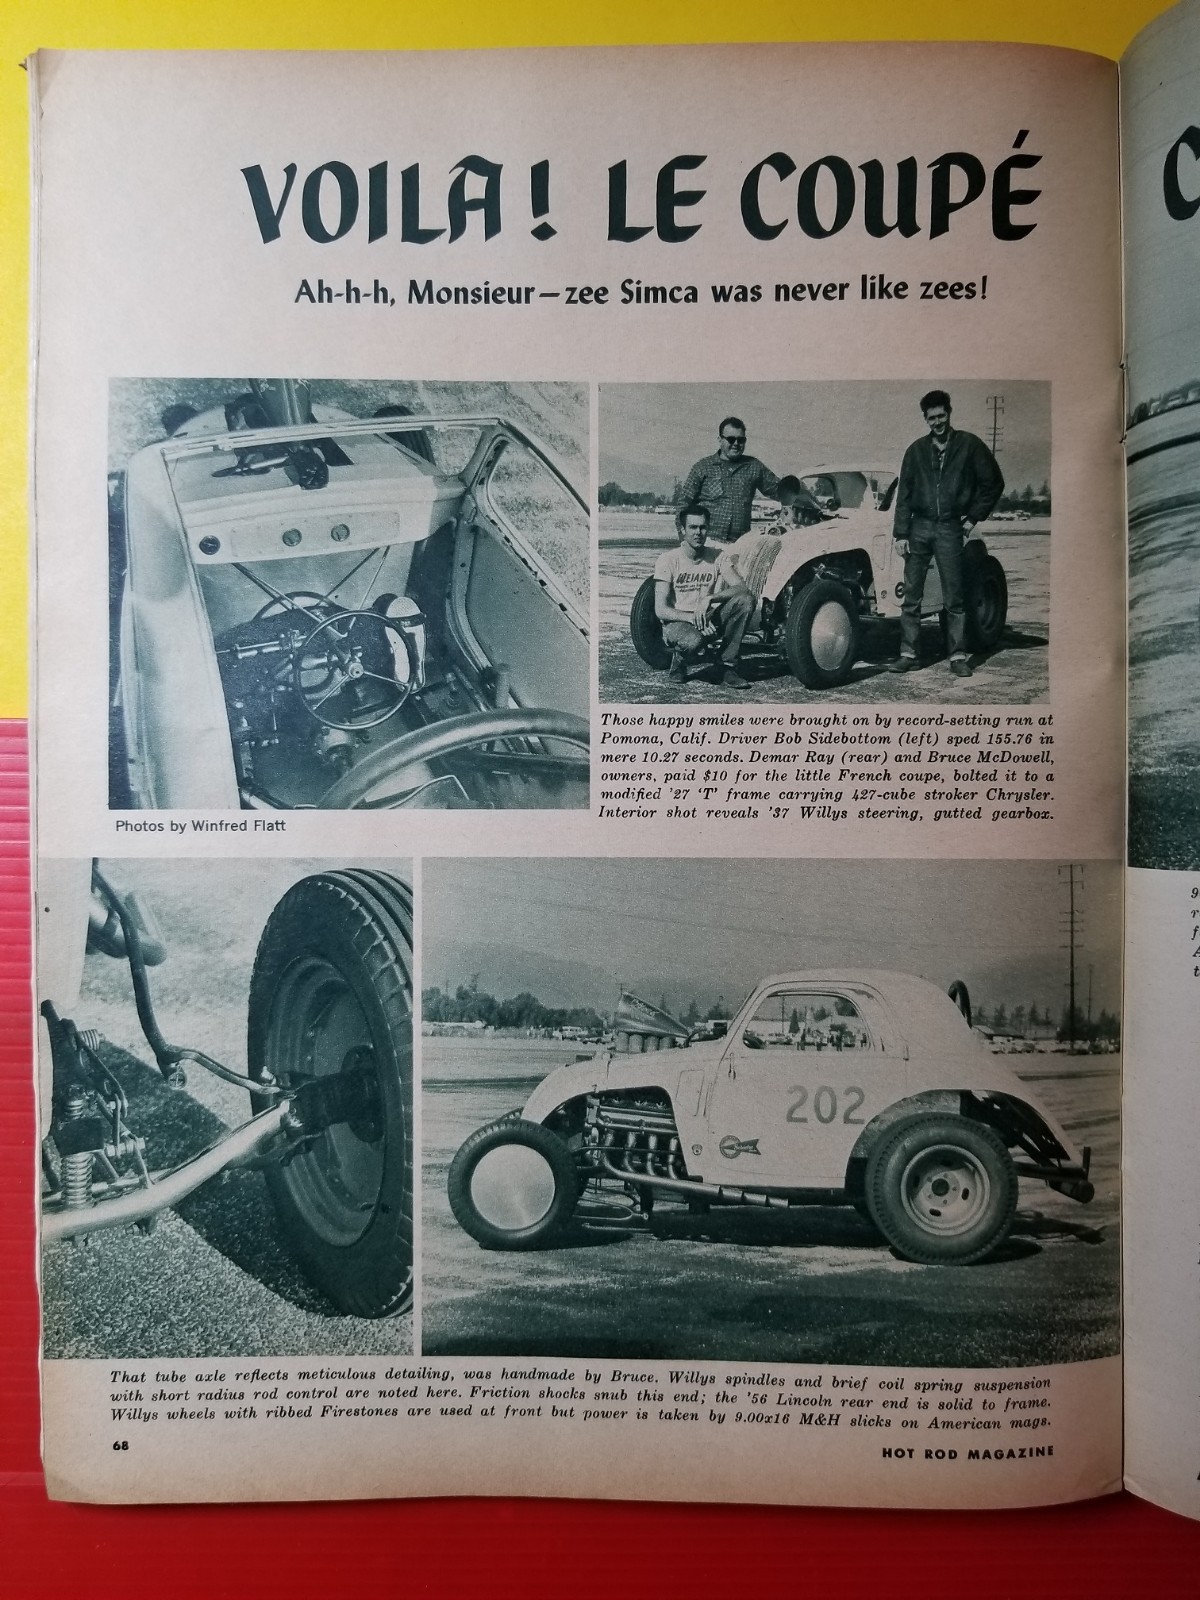 VOILA! LE COUPÉ
Ah-h-h, Monsieur—zee Simca was never like zees!
WEIAND
Those happy smiles were brought on by record-setting run at
Pomona, Calif. Driver Bob Sidebottom (left) sped 155.76 in
mere 10.27 seconds. Demar Ray (rear) and Bruce McDowell,
owners, paid $10 for the little French coupe, bolted it to a
modified '27 'T' frame carrying 427-cube stroker Chrysler.
Interior shot reveals '37 Willys steering, gutted gearbox.
Photos by Winfred Flatt
202
That tube axle reflects meticulous detailing, was handmade by Bruce. Willys spindles and brief coil spring suspension
with short radius rod control are noted here. Friction shocks snub this end; the '56 Lincoln rear end is solid to frame.
Willys wheels with ribbed Firestones are used at front but power is taken by 9.00x16 M&H slicks on American mags.
68
HOT ROD MAGAZINE